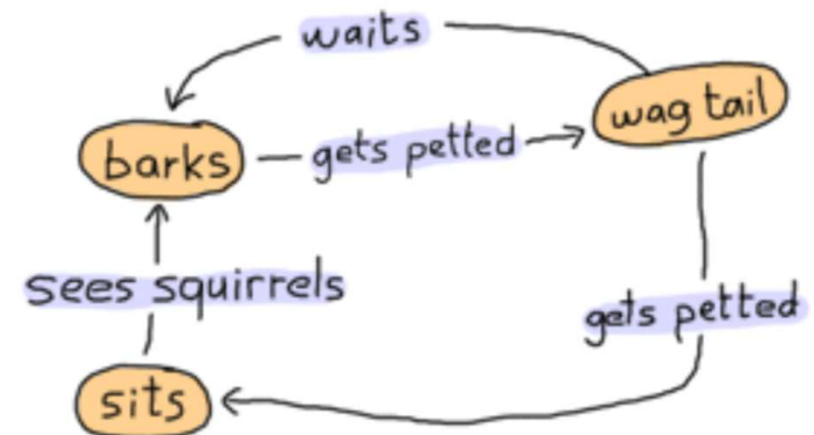 waits
wag tail
barks
gets petted
sees squirrels
gets petted
sits